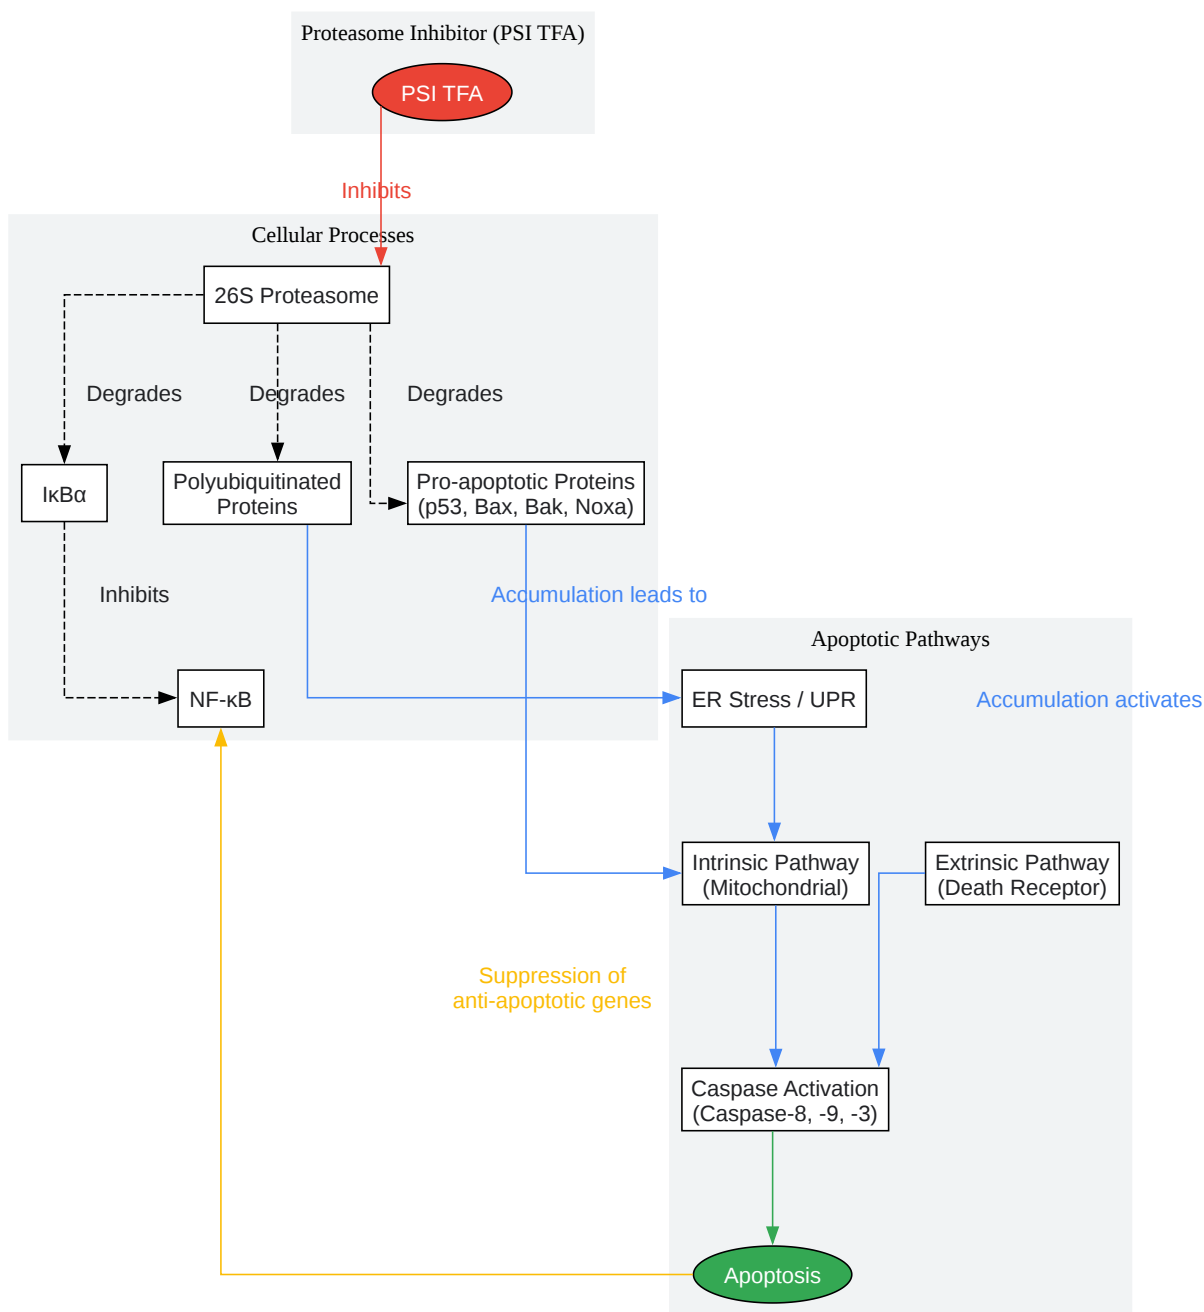 Proteasome Inhibitor (PSI TFA)
PSI TFA
Inhibits
Cellular Processes
26S Proteasome
Degrades
Degrades
Degrades
IκBα
Polyubiquitinated
Proteins
Pro-apoptotic Proteins
(p53, Bax, Bak, Noxa)
Inhibits
Accumulation leads to
Apoptotic Pathways
NF-κB
ER Stress / UPR
Accumulation activates
Intrinsic Pathway
(Mitochondrial)
Extrinsic Pathway
(Death Receptor)
Suppression of
anti-apoptotic genes
Caspase Activation
(Caspase-8, -9, -3)
Apoptosis